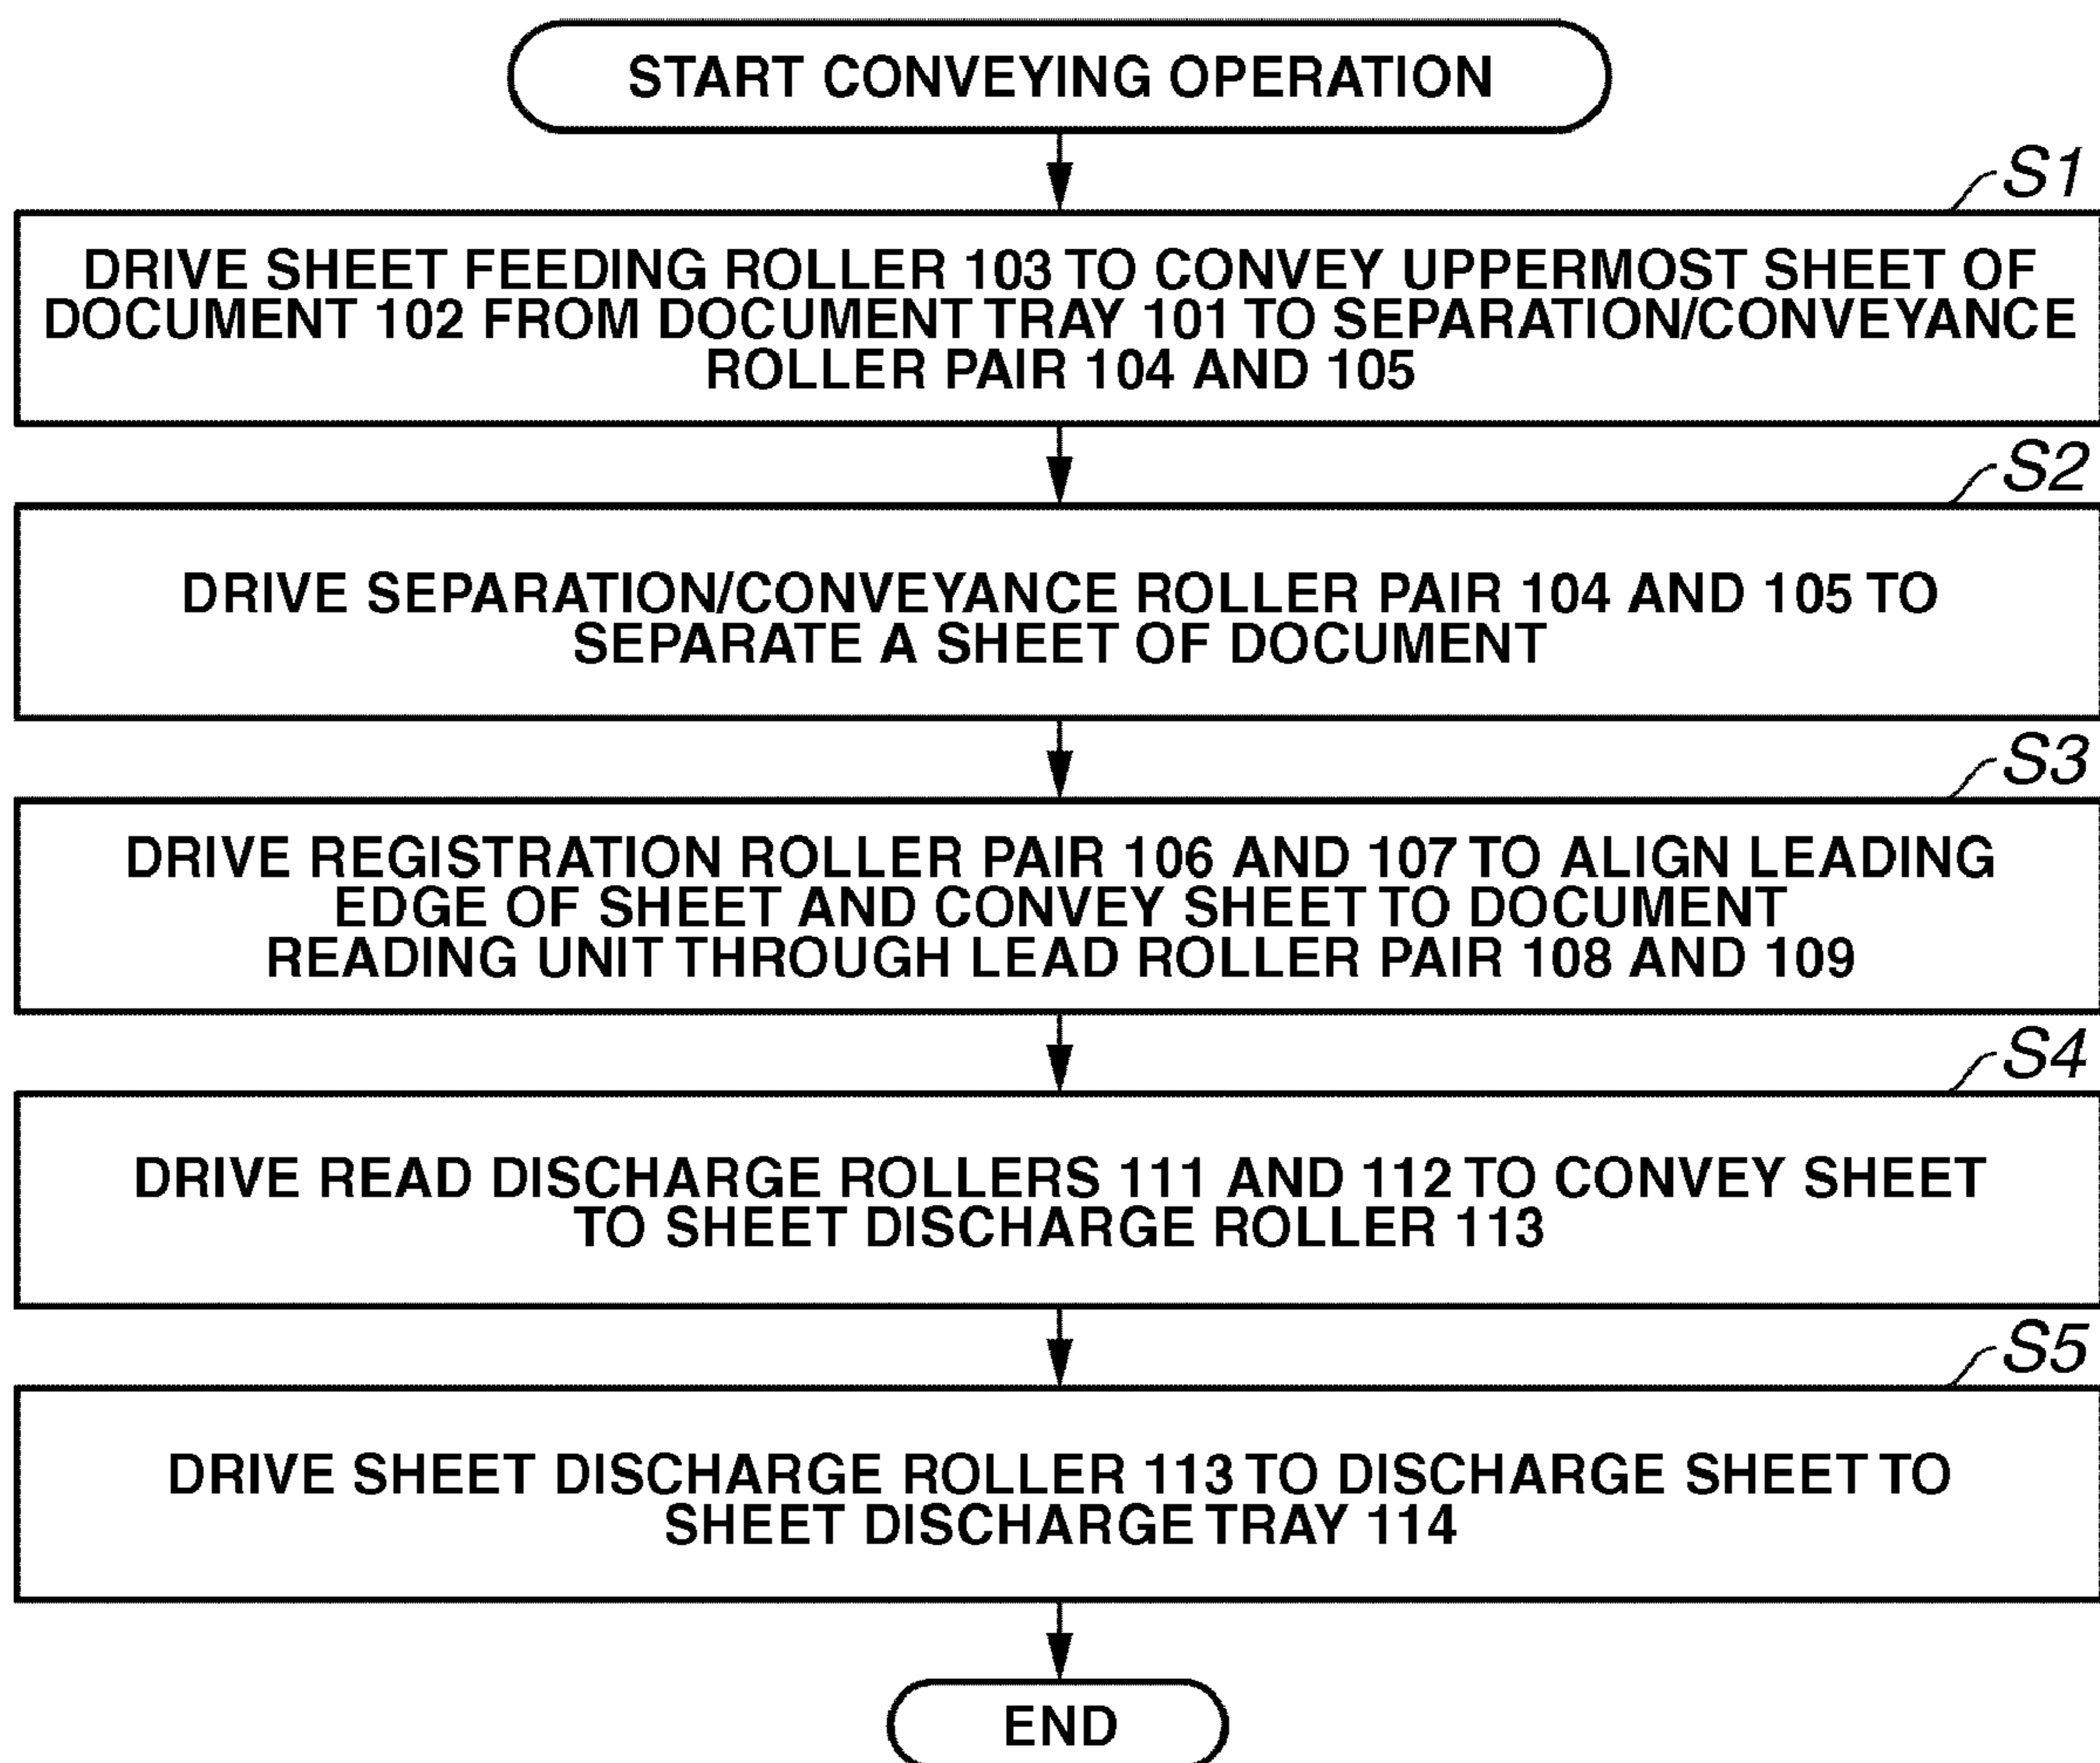 START CONVEYING OPERATION
S1
DRIVE SHEET FEEDING ROLLER 103 TO CONVEY UPPERMOST SHEET OF
DOCUMENT 102 FROM DOCUMENT TRAY 101 TO SEPARATION/CONVEYANCE
ROLLER PAIR 104 AND 105
S2
DRIVE SEPARATION/CONVEYANCE ROLLER PAIR 104 AND 105 TO
SEPARATE A SHEET OF DOCUMENT
S3
DRIVE REGISTRATION ROLLER PAIR 106 AND 107 TO ALIGN LEADING
EDGE OF SHEET AND CONVEY SHEET TO DOCUMENT
READING UNIT THROUGH LEAD ROLLER PAIR 108 AND 109
S4
DRIVE READ DISCHARGE ROLLERS 111 AND 112 TO CONVEY SHEET
TO SHEET DISCHARGE ROLLER 113
S5
DRIVE SHEET DISCHARGE ROLLER 113 TO DISCHARGE SHEET TO
SHEET DISCHARGE TRAY 114
END